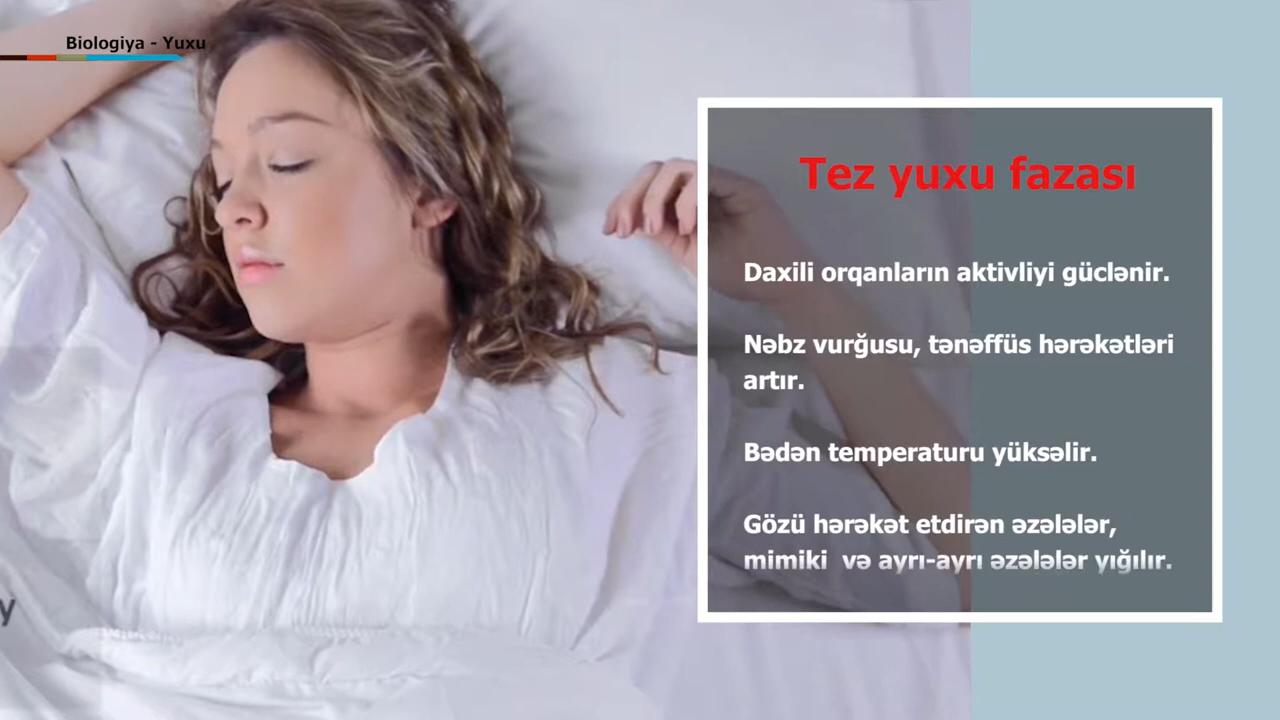 Biologiya - Yuxu
Tez yuxu fazası
Daxili orqanların aktivliyi güclənir.
Nəbz vurğusu, tənəffüs hərəkətləri
artır.
Bədən temperaturu yüksəlir.
Gözü hərəkət etdirən əzələlər,
mimiki  və ayrı-ayrı əzələlər yığılır.
y